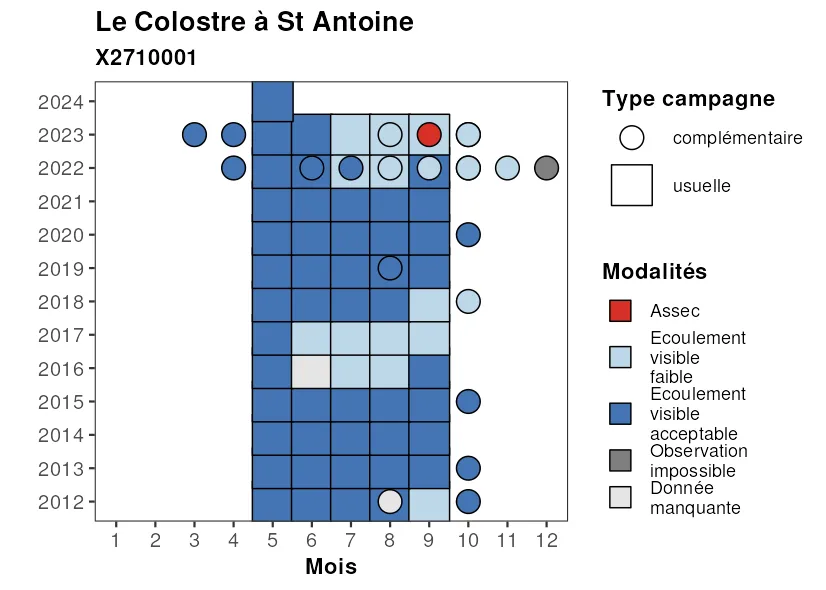 Le Colostre à St Antoine
X2710001
2024
2023
2022
2021
2020
2019
2018
2017
2016
2015
2014
2013
2012
1 2 3 4 5 6 7 8 9 10 11 12
Mois
Type campagne
complémentaire
usuelle
Modalités
Assec
Ecoulement
visible
faible
Ecoulement
visible
acceptable
Observation
impossible
Donnée
manquante